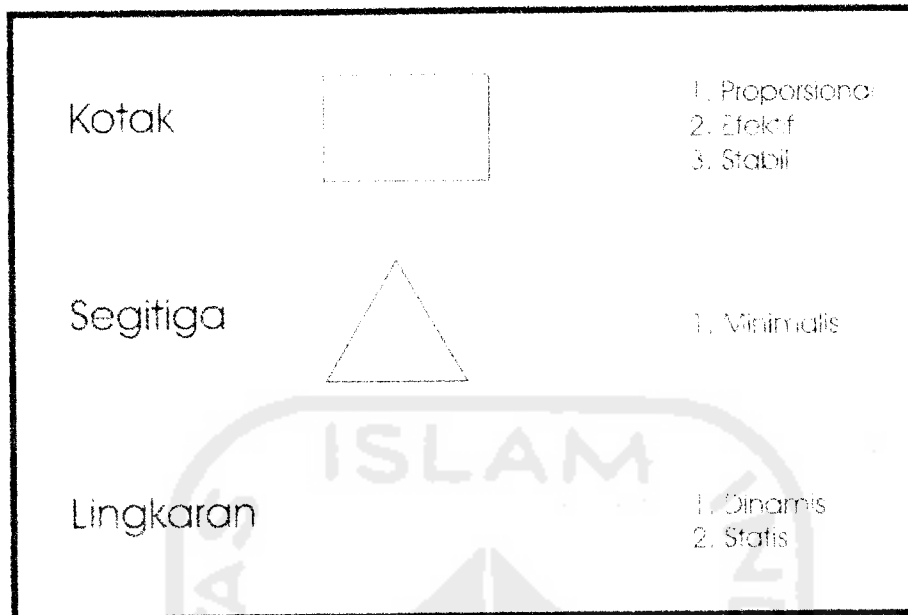 Kotak
1. Proporsional
2. Efektif
3. Stabil
Segitiga
1. Minimalis
ISLAM
Lingkaran
1. Dinamis
2. Statis